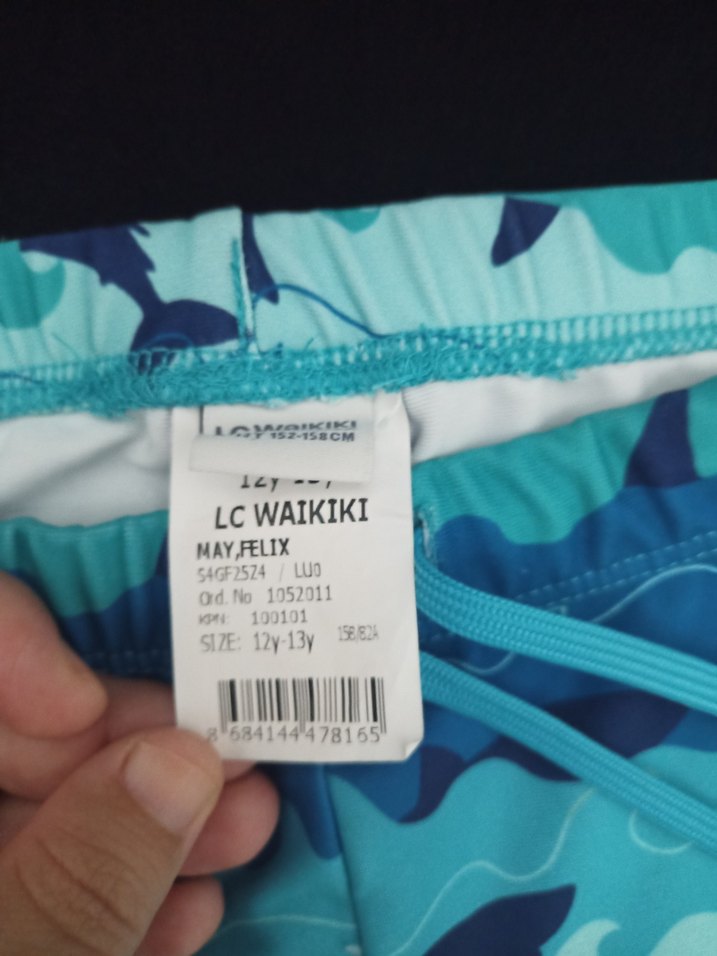 LC WAIKIKI
152-158CM
LC WAIKIKI
MAY,FELIX
S4GF25Z4 / LU0
Ord. No 1052011
KPN: 100101
SIZE: 12y-13y 158/82A
8 684144 478165